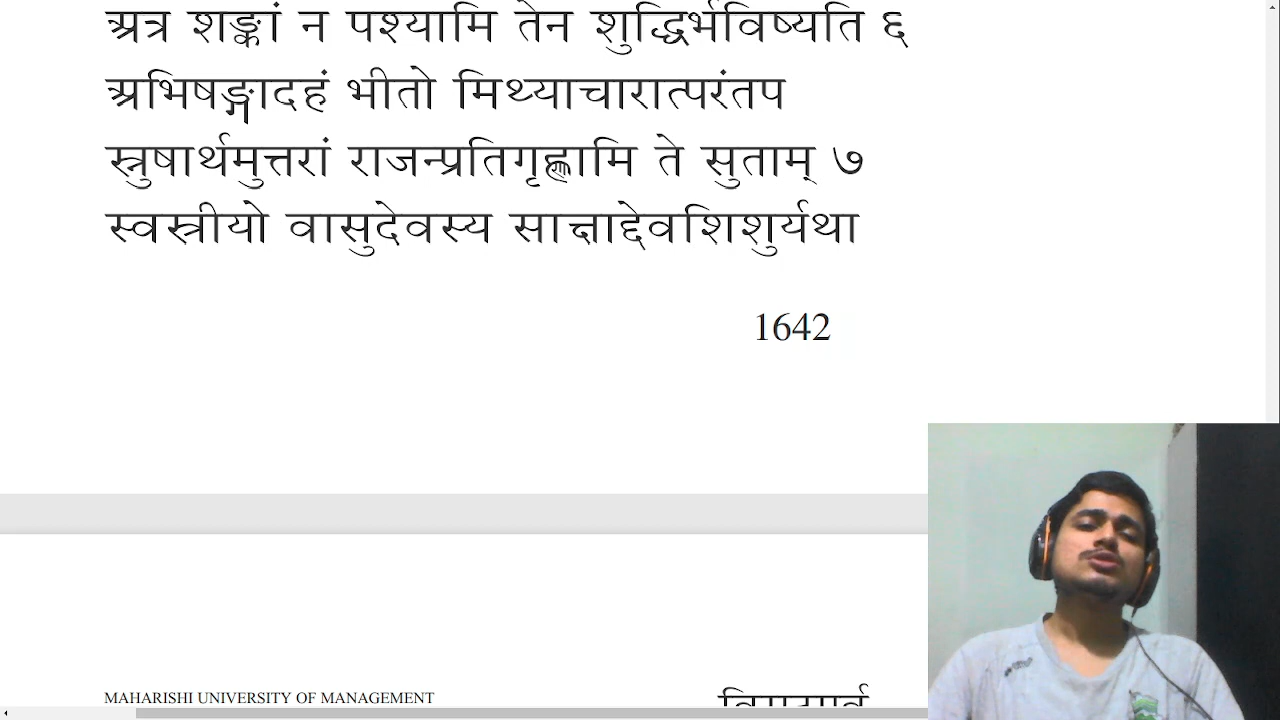 अत्र शङ्कां न पश्यामि तेन शुद्धिर्भविष्यति ६
अभिषङ्गादहं भीतो मिथ्याचारात्परंतप
स्नुषार्थमुत्तरां राजन्प्रतिगृह्णामि ते सुताम् ७
स्वस्त्रीयो वासुदेवस्य साक्षाद्देवशिशुर्यथा
1642
MAHARISHI UNIVERSITY OF MANAGEMENT